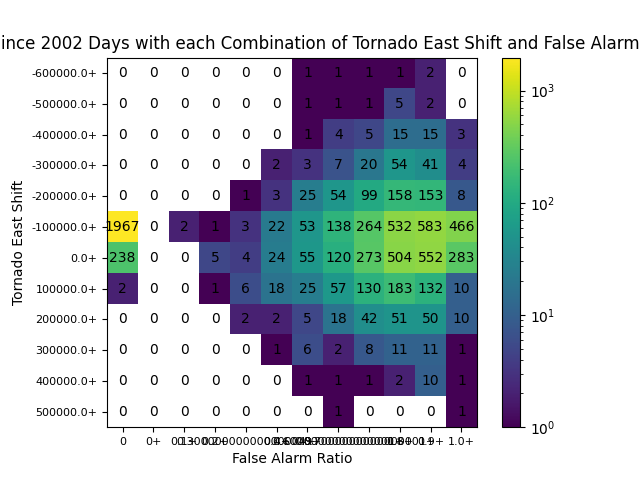 ince 2002 Days with each Combination of Tornado East Shift and False Alarm
-600000.0+ 0 0 0 0 0 0 1 1 1 1 2 0
-500000.0+ 0 0 0 0 0 0 1 1 1 5 2 0
-400000.0+ 0 0 0 0 0 0 1 4 5 15 15 3
-300000.0+ 0 0 0 0 0 2 3 7 20 54 41 4
-200000.0+ 0 0 0 0 1 3 25 54 99 158 153 8
-100000.0+ 1967 0 2 1 3 22 53 138 264 532 583 466
0.0+ 238 0 0 5 4 24 55 120 273 504 552 283
100000.0+ 2 0 0 1 6 18 25 57 130 183 132 10
200000.0+ 0 0 0 0 2 2 5 18 42 51 50 10
300000.0+ 0 0 0 0 0 1 6 2 8 11 11 1
400000.0+ 0 0 0 0 0 0 1 1 1 2 10 1
500000.0+ 0 0 0 0 0 0 0 1 0 0 0 1
0 0+ 1.0+
False Alarm Ratio
Tornado East Shift
10³
10²
10¹
10⁰